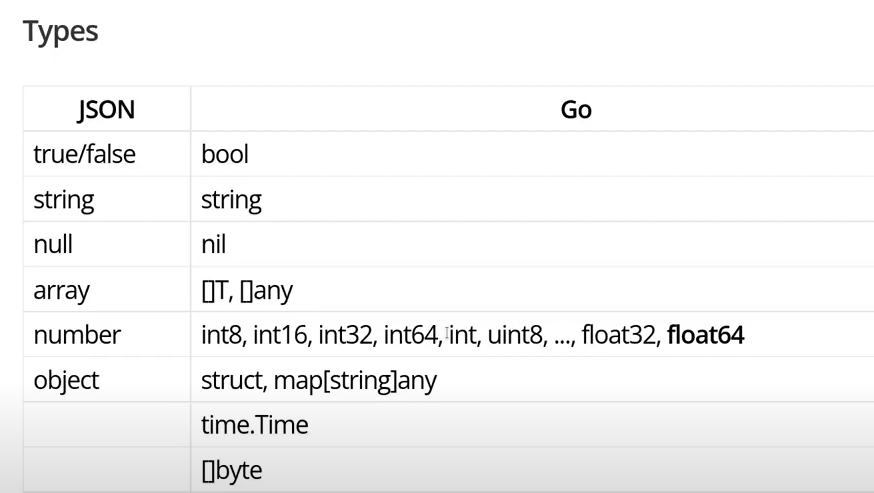 Types
JSON Go
true/false bool
string string
null nil
array []T, []any
number int8, int16, int32, int64, int, uint8, ..., float32, float64
object struct, map[string]any
time.Time
[]byte